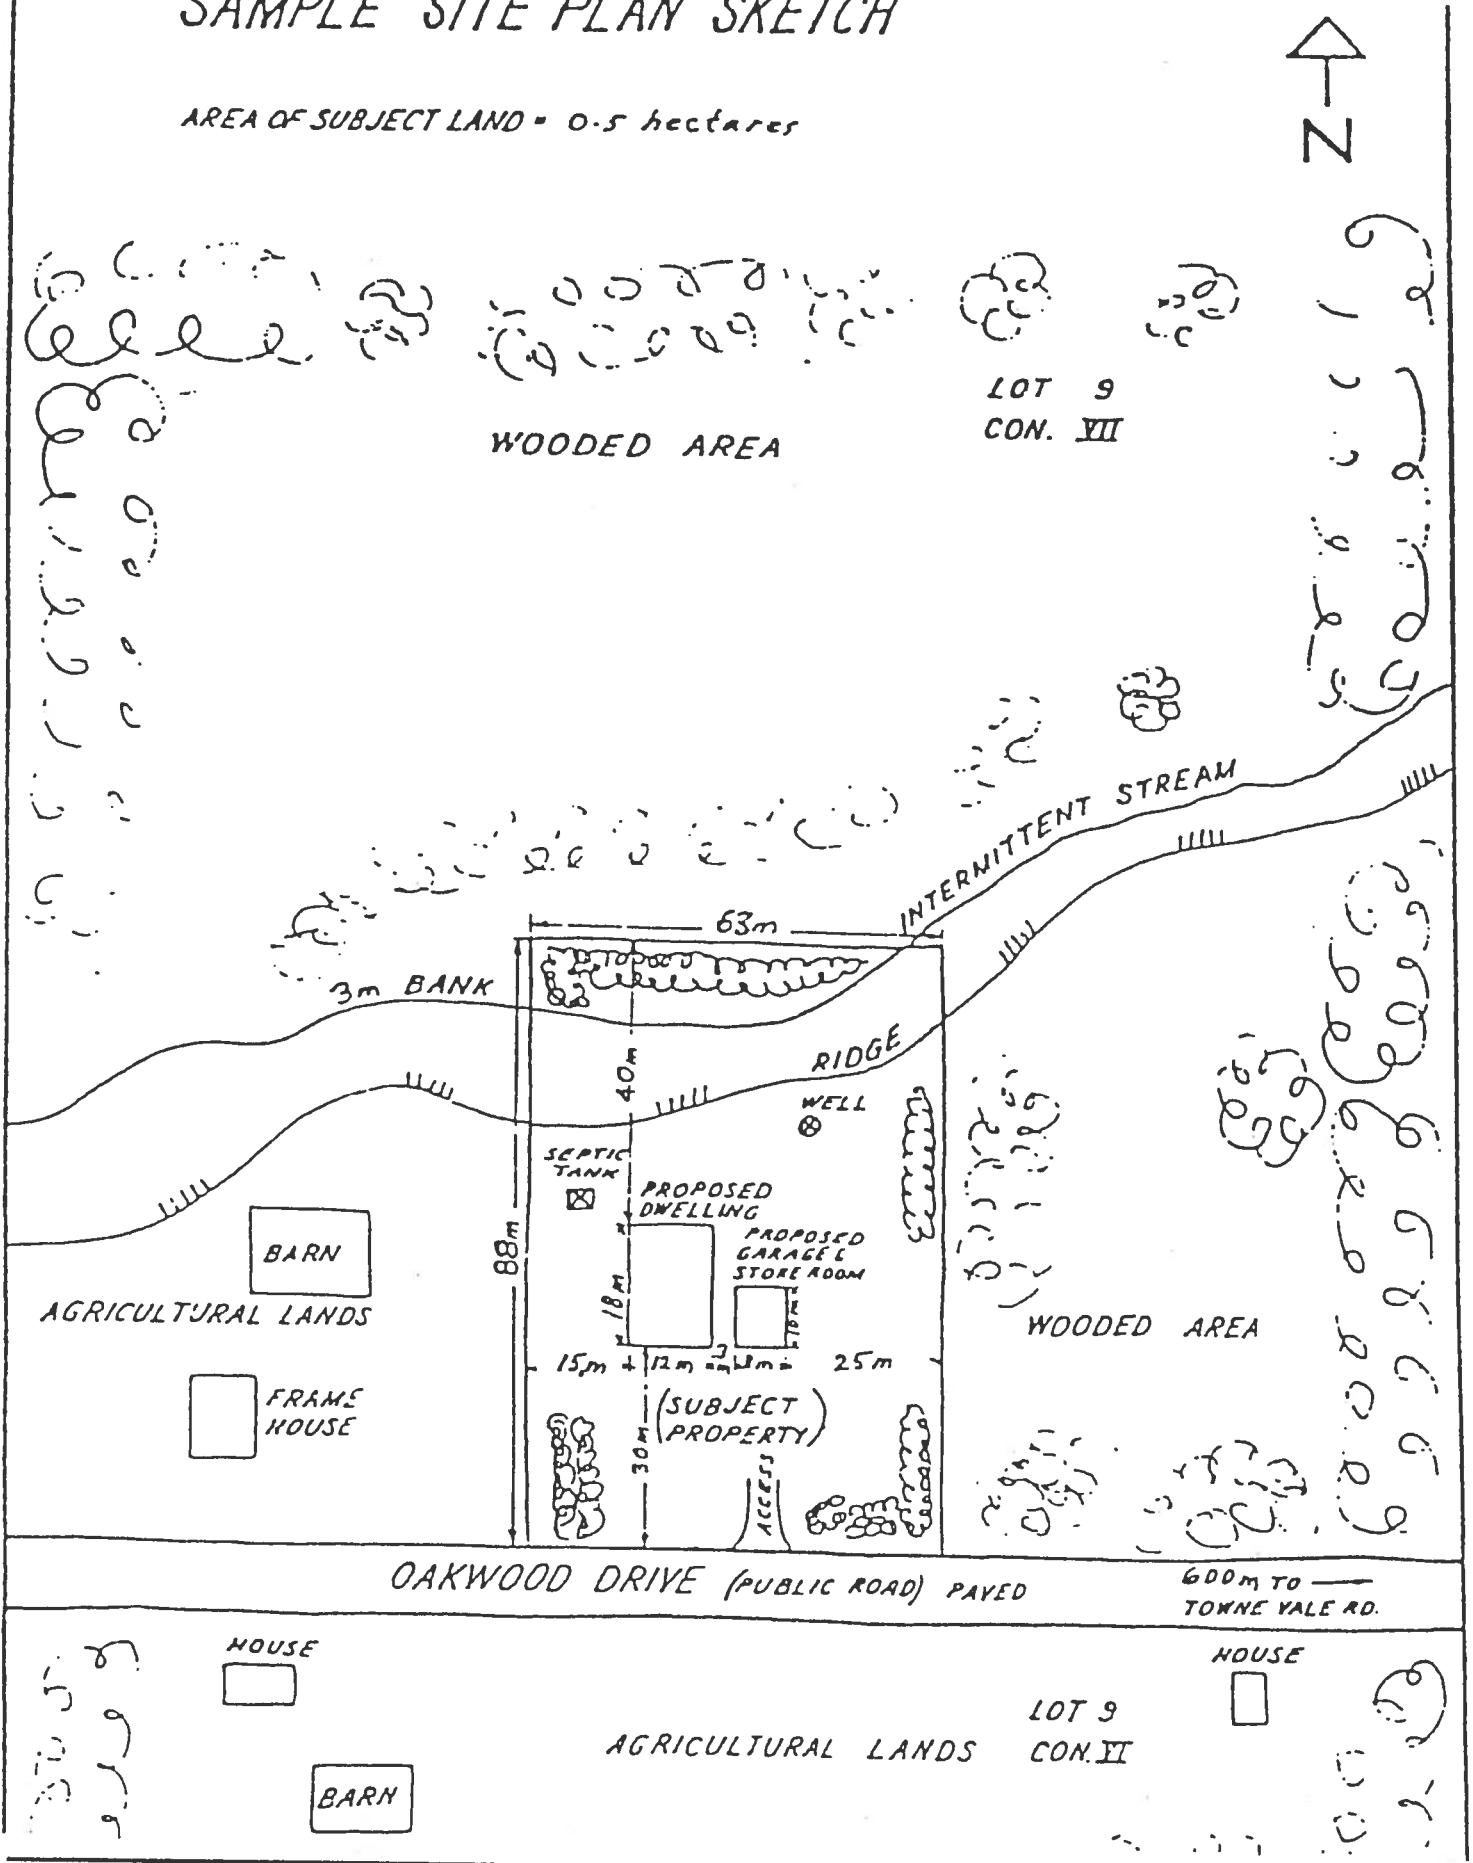 SAMPLE SITE PLAN SKETCH
AREA OF SUBJECT LAND = 0.5 hectares
N
LOT 9
CON. VII
WOODED AREA
INTERMITTENT STREAM
63m
3m BANK
RIDGE
40m
WELL
SEPTIC
TANK
PROPOSED
DWELLING
PROPOSED
GARAGE &
STORE ROOM
88m
18m
10m
BARN
AGRICULTURAL LANDS
WOODED AREA
15m 12m 3m 8m 25m
FRAME
HOUSE
(SUBJECT
PROPERTY)
30m
ACCESS
OAKWOOD DRIVE (PUBLIC ROAD) PAVED
600m TO
TOWNE VALE RD.
HOUSE
HOUSE
LOT 9
CON. VI
AGRICULTURAL LANDS
BARN